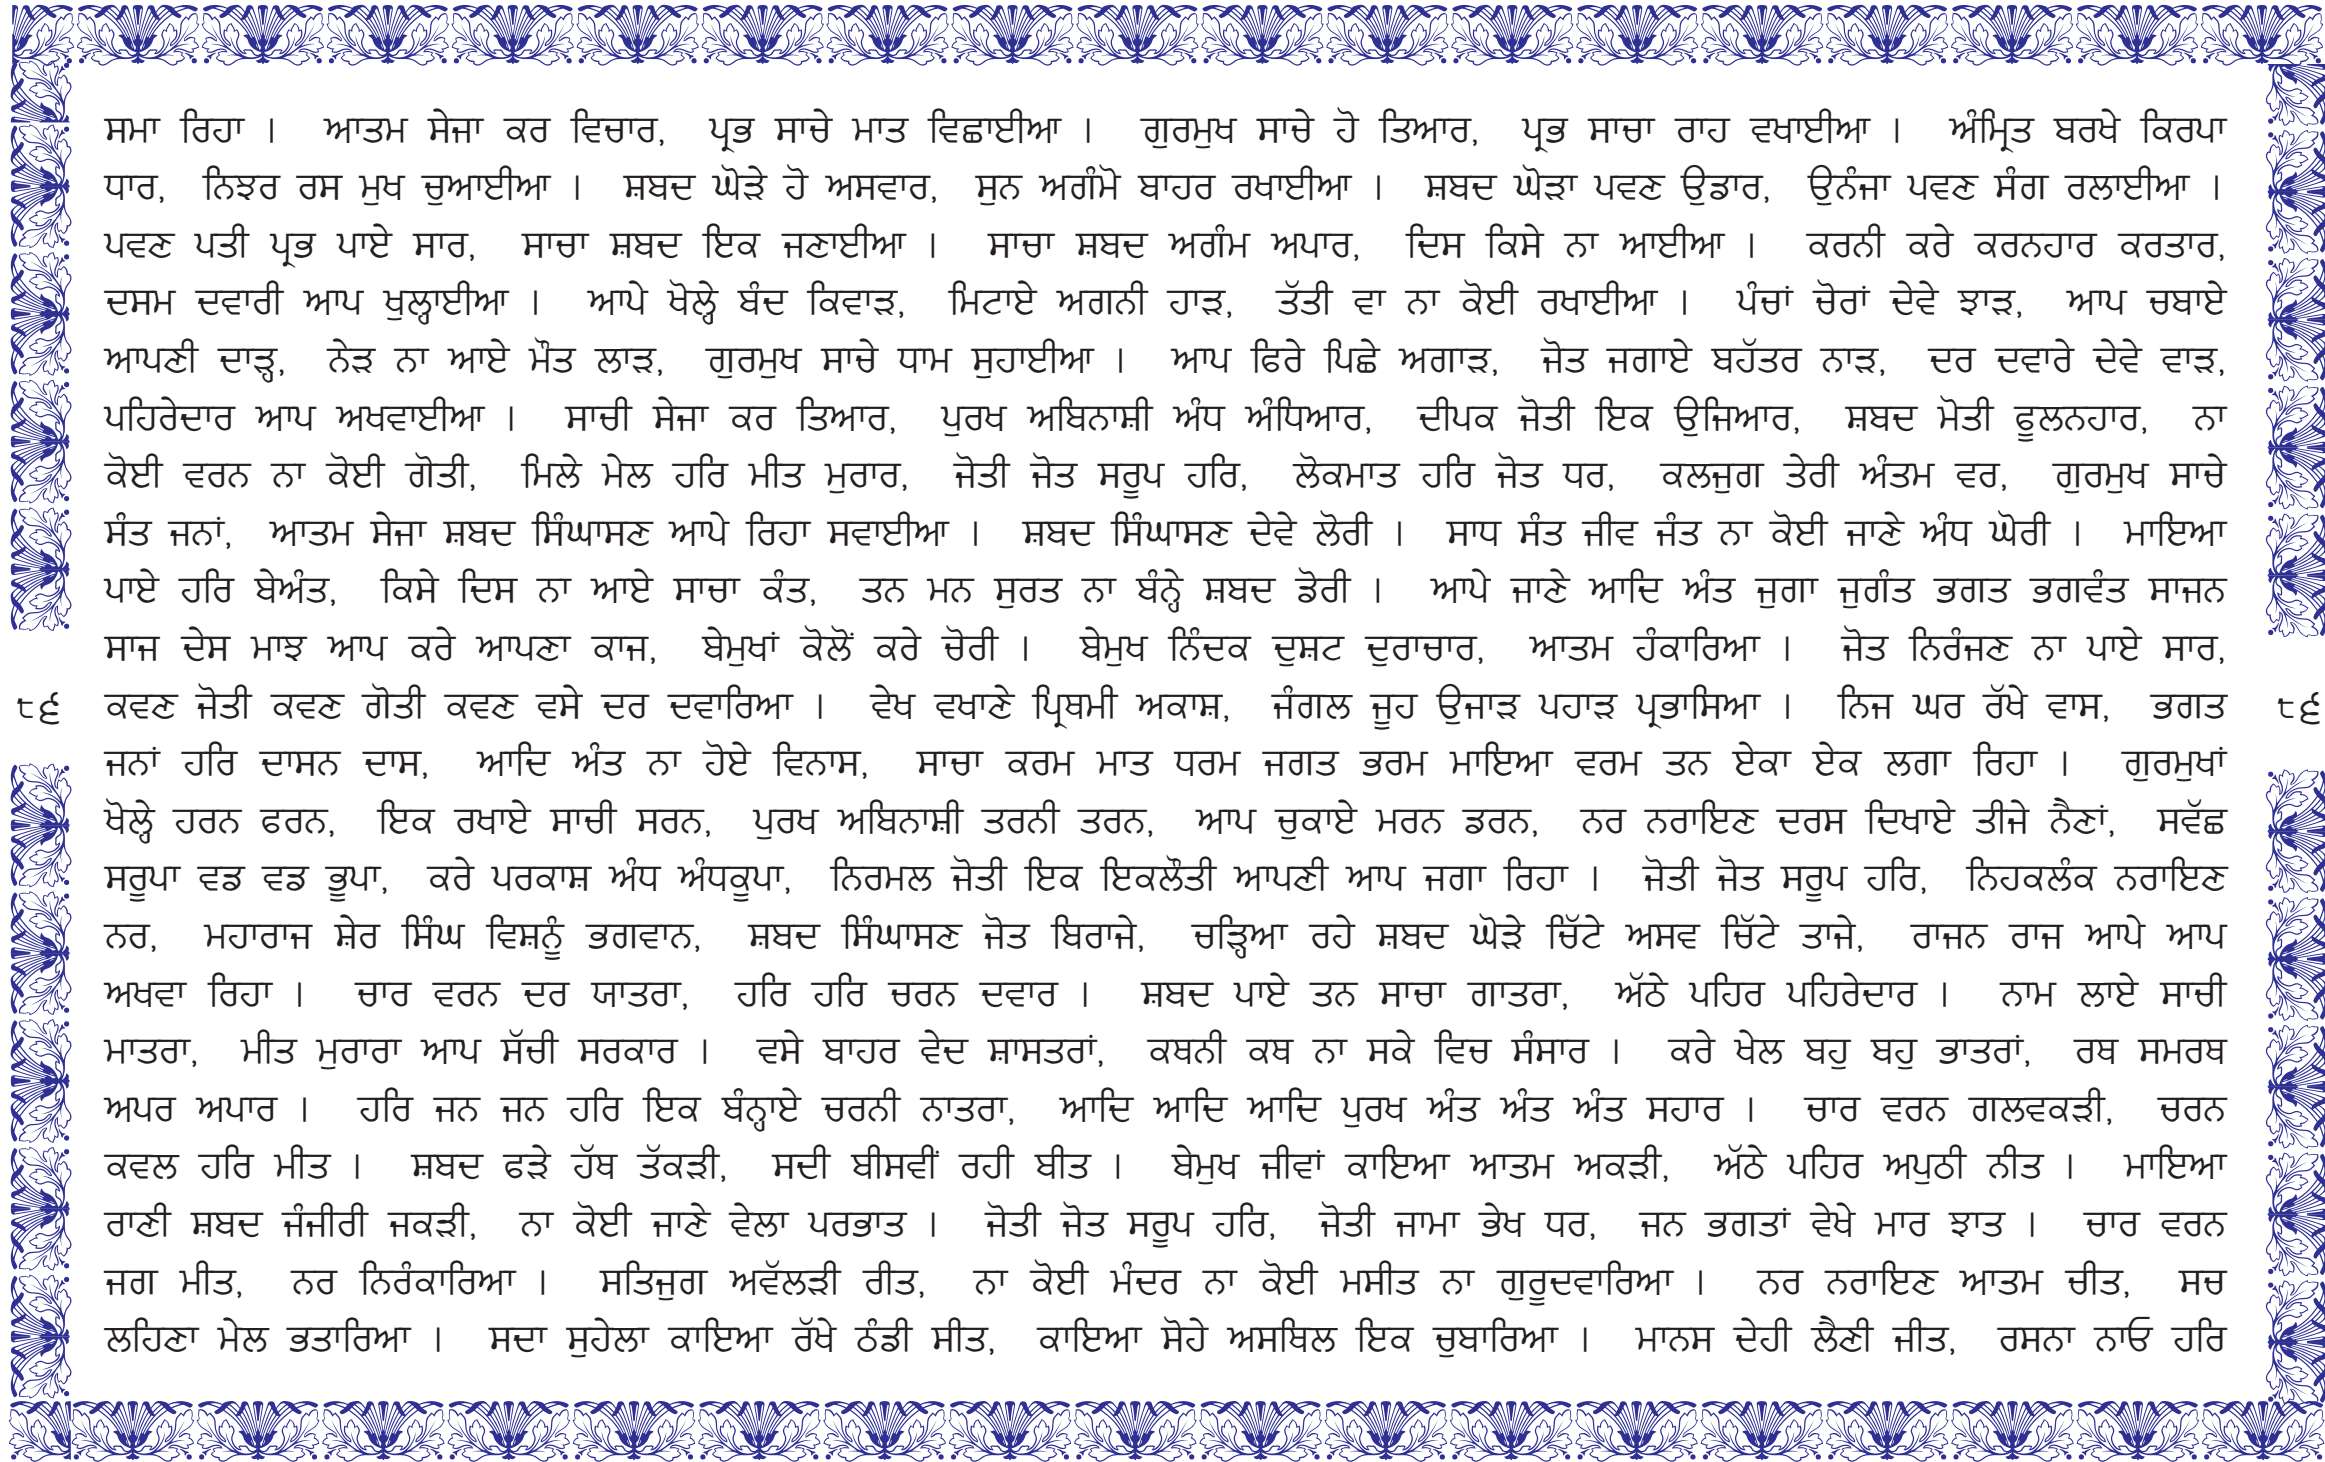 ਸਮਾ ਰਿਹਾ । ਆਤਮ ਸੇਜਾ ਕਰ ਵਿਚਾਰ, ਪ੍ਰਭ ਸਾਚੇ ਮਾਤ ਵਿਛਾਈਆ । ਗੁਰਮੁਖ ਸਾਚੇ ਹੋ ਤਿਆਰ, ਪ੍ਰਭ ਸਾਚਾ ਰਾਹ ਵਖਾਈਆ । ਅੰਮ੍ਰਿਤ ਬਰਖੇ ਕਿਰਪਾ
ਧਾਰ, ਨਿਝਰ ਰਸ ਮੁਖ ਚੁਆਈਆ । ਸ਼ਬਦ ਘੋੜੇ ਹੋ ਅਸਵਾਰ, ਸੁਨ ਅਗੰਮੋ ਬਾਹਰ ਰਖਾਈਆ । ਸ਼ਬਦ ਘੋੜਾ ਪਵਣ ਉਡਾਰ, ਉਨੰਜਾ ਪਵਣ ਸੰਗ ਰਲਾਈਆ ।
ਪਵਣ ਪਤੀ ਪ੍ਰਭ ਪਾਏ ਸਾਰ, ਸਾਚਾ ਸ਼ਬਦ ਇਕ ਜਣਾਈਆ । ਸਾਚਾ ਸ਼ਬਦ ਅਗੰਮ ਅਪਾਰ, ਦਿਸ ਕਿਸੇ ਨਾ ਆਈਆ । ਕਰਨੀ ਕਰੇ ਕਰਨਹਾਰ ਕਰਤਾਰ,
ਦਸਮ ਦਵਾਰੀ ਆਪ ਖੁਲ੍ਹਾਈਆ । ਆਪੇ ਖੋਲ੍ਹੇ ਬੰਦ ਕਿਵਾੜ, ਮਿਟਾਏ ਅਗਨੀ ਹਾੜ, ਤੱਤੀ ਵਾ ਨਾ ਕੋਈ ਰਖਾਈਆ । ਪੰਚਾਂ ਚੋਰਾਂ ਦੇਵੇ ਝਾੜ, ਆਪ ਚਬਾਏ
ਆਪਣੀ ਦਾੜ੍ਹ, ਨੇੜ ਨਾ ਆਏ ਮੌਤ ਲਾੜ, ਗੁਰਮੁਖ ਸਾਚੇ ਧਾਮ ਸੁਹਾਈਆ । ਆਪ ਫਿਰੇ ਪਿਛੇ ਅਗਾੜ, ਜੋਤ ਜਗਾਏ ਬਹੱਤਰ ਨਾੜ, ਦਰ ਦਵਾਰੇ ਦੇਵੇ ਵਾੜ,
ਪਹਿਰੇਦਾਰ ਆਪ ਅਖਵਾਈਆ । ਸਾਚੀ ਸੇਜਾ ਕਰ ਤਿਆਰ, ਪੁਰਖ ਅਬਿਨਾਸ਼ੀ ਅੰਧ ਅੰਧਿਆਰ, ਦੀਪਕ ਜੋਤੀ ਇਕ ਉਜਿਆਰ, ਸ਼ਬਦ ਮੋਤੀ ਫੂਲਨਹਾਰ, ਨਾ
ਕੋਈ ਵਰਨ ਨਾ ਕੋਈ ਗੋਤੀ, ਮਿਲੇ ਮੇਲ ਹਰਿ ਮੀਤ ਮੁਰਾਰ, ਜੋਤੀ ਜੋਤ ਸਰੂਪ ਹਰਿ, ਲੋਕਮਾਤ ਹਰਿ ਜੋਤ ਧਰ, ਕਲਜੁਗ ਤੇਰੀ ਅੰਤਮ ਵਰ, ਗੁਰਮੁਖ ਸਾਚੇ
ਸੰਤ ਜਨਾਂ, ਆਤਮ ਸੇਜਾ ਸ਼ਬਦ ਸਿੰਘਾਸਣ ਆਪੇ ਰਿਹਾ ਸਵਾਈਆ । ਸ਼ਬਦ ਸਿੰਘਾਸਣ ਦੇਵੇ ਲੋਰੀ । ਸਾਧ ਸੰਤ ਜੀਵ ਜੰਤ ਨਾ ਕੋਈ ਜਾਣੇ ਅੰਧ ਘੋਰੀ । ਮਾਇਆ
ਪਾਏ ਹਰਿ ਬੇਅੰਤ, ਕਿਸੇ ਦਿਸ ਨਾ ਆਏ ਸਾਚਾ ਕੰਤ, ਤਨ ਮਨ ਸੁਰਤ ਨਾ ਬੰਨ੍ਹੇ ਸ਼ਬਦ ਡੋਰੀ । ਆਪੇ ਜਾਣੇ ਆਦਿ ਅੰਤ ਜੁਗਾ ਜੁਗੰਤ ਭਗਤ ਭਗਵੰਤ ਸਾਜਨ
ਸਾਜ ਦੇਸ ਮਾਝ ਆਪ ਕਰੇ ਆਪਣਾ ਕਾਜ, ਬੇਮੁਖਾਂ ਕੋਲੋਂ ਕਰੇ ਚੋਰੀ । ਬੇਮੁਖ ਨਿੰਦਕ ਦੁਸ਼ਟ ਦੁਰਾਚਾਰ, ਆਤਮ ਹੰਕਾਰਿਆ । ਜੋਤ ਨਿਰੰਜਣ ਨਾ ਪਾਏ ਸਾਰ,
੮੬ ਕਵਣ ਜੋਤੀ ਕਵਣ ਗੋਤੀ ਕਵਣ ਵਸੇ ਦਰ ਦਵਾਰਿਆ । ਵੇਖ ਵਖਾਣੇ ਪ੍ਰਿਥਮੀ ਅਕਾਸ਼, ਜੰਗਲ ਜੂਹ ਉਜਾੜ ਪਹਾੜ ਪ੍ਰਭਾਸਿਆ । ਨਿਜ ਘਰ ਰੱਖੇ ਵਾਸ, ਭਗਤ ੮੬
ਜਨਾਂ ਹਰਿ ਦਾਸਨ ਦਾਸ, ਆਦਿ ਅੰਤ ਨਾ ਹੋਏ ਵਿਨਾਸ, ਸਾਚਾ ਕਰਮ ਮਾਤ ਧਰਮ ਜਗਤ ਭਰਮ ਮਾਇਆ ਵਰਮ ਤਨ ਏਕਾ ਏਕ ਲਗਾ ਰਿਹਾ । ਗੁਰਮੁਖਾਂ
ਖੋਲ੍ਹੇ ਹਰਨ ਫਰਨ, ਇਕ ਰਖਾਏ ਸਾਚੀ ਸਰਨ, ਪੁਰਖ ਅਬਿਨਾਸ਼ੀ ਤਰਨੀ ਤਰਨ, ਆਪ ਚੁਕਾਏ ਮਰਨ ਡਰਨ, ਨਰ ਨਰਾਇਣ ਦਰਸ ਦਿਖਾਏ ਤੀਜੇ ਨੈਣਾਂ, ਸਵੱਛ
ਸਰੂਪਾ ਵਡ ਵਡ ਭੂਪਾ, ਕਰੇ ਪਰਕਾਸ਼ ਅੰਧ ਅੰਧਕੂਪਾ, ਨਿਰਮਲ ਜੋਤੀ ਇਕ ਇਕਲੌਤੀ ਆਪਣੀ ਆਪ ਜਗਾ ਰਿਹਾ । ਜੋਤੀ ਜੋਤ ਸਰੂਪ ਹਰਿ, ਨਿਹਕਲੰਕ ਨਰਾਇਣ
ਨਰ, ਮਹਾਰਾਜ ਸ਼ੇਰ ਸਿੰਘ ਵਿਸ਼ਨੂੰ ਭਗਵਾਨ, ਸ਼ਬਦ ਸਿੰਘਾਸਣ ਜੋਤ ਬਿਰਾਜੇ, ਚੜ੍ਹਿਆ ਰਹੇ ਸ਼ਬਦ ਘੋੜੇ ਚਿੱਟੇ ਅਸਵ ਚਿੱਟੇ ਤਾਜੇ, ਰਾਜਨ ਰਾਜ ਆਪੇ ਆਪ
ਅਖਵਾ ਰਿਹਾ । ਚਾਰ ਵਰਨ ਦਰ ਯਾਤਰਾ, ਹਰਿ ਹਰਿ ਚਰਨ ਦਵਾਰ । ਸ਼ਬਦ ਪਾਏ ਤਨ ਸਾਚਾ ਗਾਤਰਾ, ਅੱਠੇ ਪਹਿਰ ਪਹਿਰੇਦਾਰ । ਨਾਮ ਲਾਏ ਸਾਚੀ
ਮਾਤਰਾ, ਮੀਤ ਮੁਰਾਰਾ ਆਪ ਸੱਚੀ ਸਰਕਾਰ । ਵਸੇ ਬਾਹਰ ਵੇਦ ਸ਼ਾਸਤਰਾਂ, ਕਥਨੀ ਕਥ ਨਾ ਸਕੇ ਵਿਚ ਸੰਸਾਰ । ਕਰੇ ਖੇਲ ਬਹੁ ਬਹੁ ਭਾਤਰਾਂ, ਰਥ ਸਮਰਥ
ਅਪਰ ਅਪਾਰ । ਹਰਿ ਜਨ ਜਨ ਹਰਿ ਇਕ ਬੰਨ੍ਹਾਏ ਚਰਨੀ ਨਾਤਰਾ, ਆਦਿ ਆਦਿ ਆਦਿ ਪੁਰਖ ਅੰਤ ਅੰਤ ਅੰਤ ਸਹਾਰ । ਚਾਰ ਵਰਨ ਗਲਵਕੜੀ, ਚਰਨ
ਕਵਲ ਹਰਿ ਮੀਤ । ਸ਼ਬਦ ਫੜੇ ਹੱਥ ਤੱਕੜੀ, ਸਦੀ ਬੀਸਵੀਂ ਰਹੀ ਬੀਤ । ਬੇਮੁਖ ਜੀਵਾਂ ਕਾਇਆ ਆਤਮ ਅਕੜੀ, ਅੱਠੇ ਪਹਿਰ ਅਪੁਠੀ ਨੀਤ । ਮਾਇਆ
ਰਾਣੀ ਸ਼ਬਦ ਜੰਜੀਰੀ ਜਕੜੀ, ਨਾ ਕੋਈ ਜਾਣੇ ਵੇਲਾ ਪਰਭਾਤ । ਜੋਤੀ ਜੋਤ ਸਰੂਪ ਹਰਿ, ਜੋਤੀ ਜਾਮਾ ਭੇਖ ਧਰ, ਜਨ ਭਗਤਾਂ ਵੇਖੇ ਮਾਰ ਝਾਤ । ਚਾਰ ਵਰਨ
ਜਗ ਮੀਤ, ਨਰ ਨਿਰੰਕਾਰਿਆ । ਸਤਿਜੁਗ ਅਵੱਲੜੀ ਰੀਤ, ਨਾ ਕੋਈ ਮੰਦਰ ਨਾ ਕੋਈ ਮਸੀਤ ਨਾ ਗੁਰੂਦਵਾਰਿਆ । ਨਰ ਨਰਾਇਣ ਆਤਮ ਚੀਤ, ਸਚ
ਲਹਿਣਾ ਮੇਲ ਭਤਾਰਿਆ । ਸਦਾ ਸੁਹੇਲਾ ਕਾਇਆ ਰੱਖੇ ਠੰਡੀ ਸੀਤ, ਕਾਇਆ ਸੋਹੇ ਅਸਥਿਲ ਇਕ ਚੁਬਾਰਿਆ । ਮਾਨਸ ਦੇਹੀ ਲੈਣੀ ਜੀਤ, ਰਸਨਾ ਨਾਓ ਹਰਿ